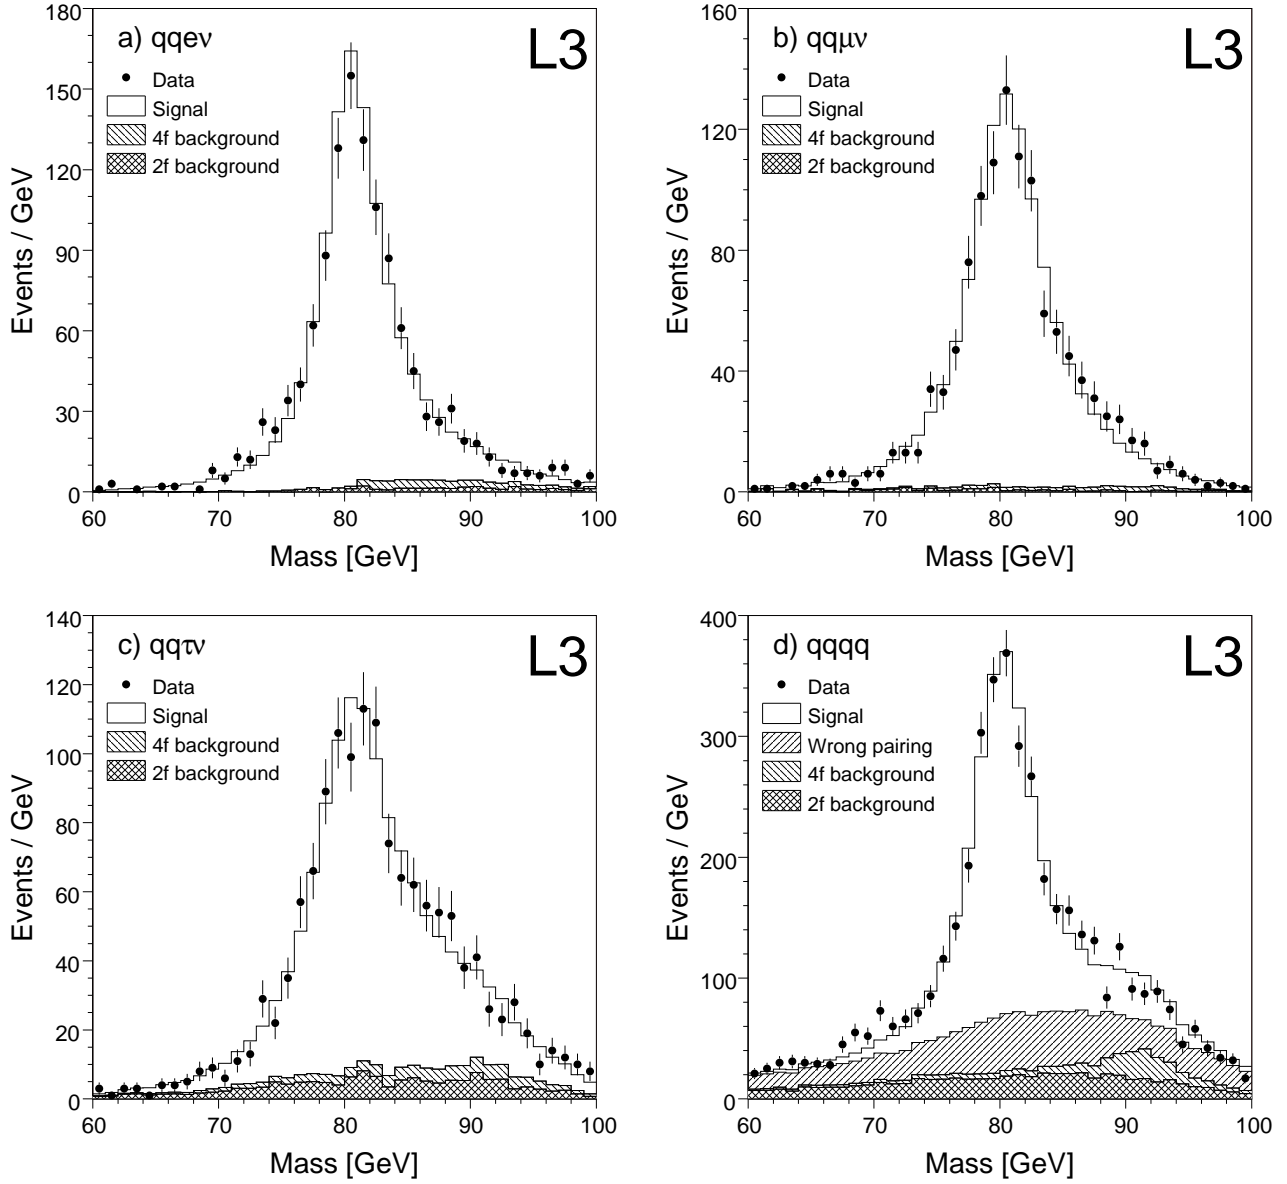 a) qqeν
L3
Data
Signal
4f background
2f background
180
150
120
90
60
30
0
Events / GeV
60 70 80 90 100
Mass [GeV]
b) qqμν
L3
Data
Signal
4f background
2f background
160
120
80
40
0
Events / GeV
60 70 80 90 100
Mass [GeV]
c) qqτν
L3
Data
Signal
4f background
2f background
140
120
100
80
60
40
20
0
Events / GeV
60 70 80 90 100
Mass [GeV]
d) qqqq
L3
Data
Signal
Wrong pairing
4f background
2f background
400
300
200
100
0
Events / GeV
60 70 80 90 100
Mass [GeV]